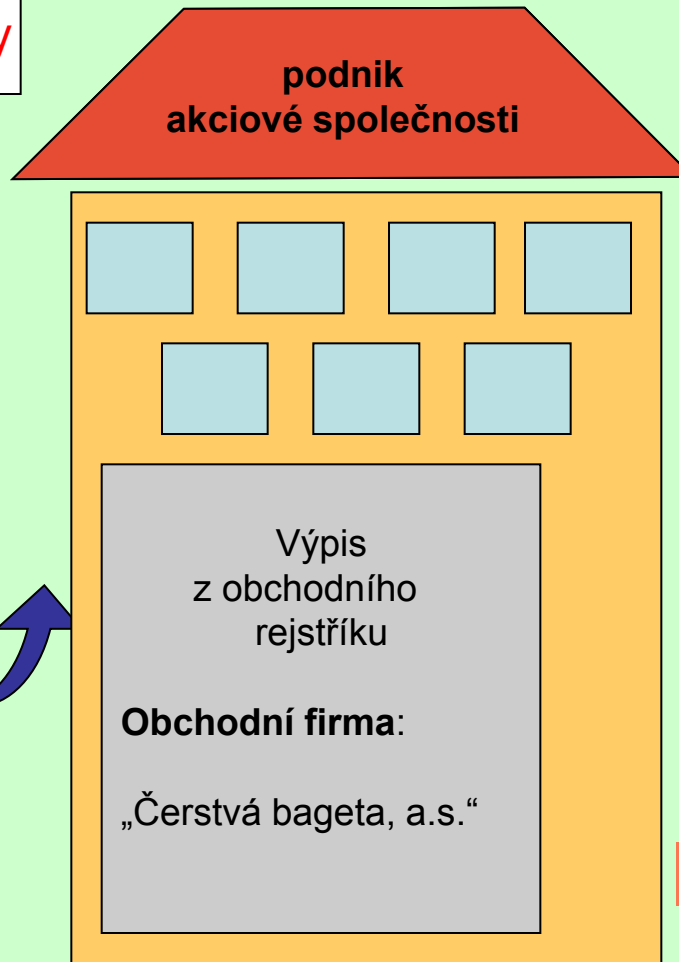 y
podnik
akciové společnosti
Výpis
z obchodního
rejstříku
Obchodní firma:
„Čerstvá bageta, a.s.“